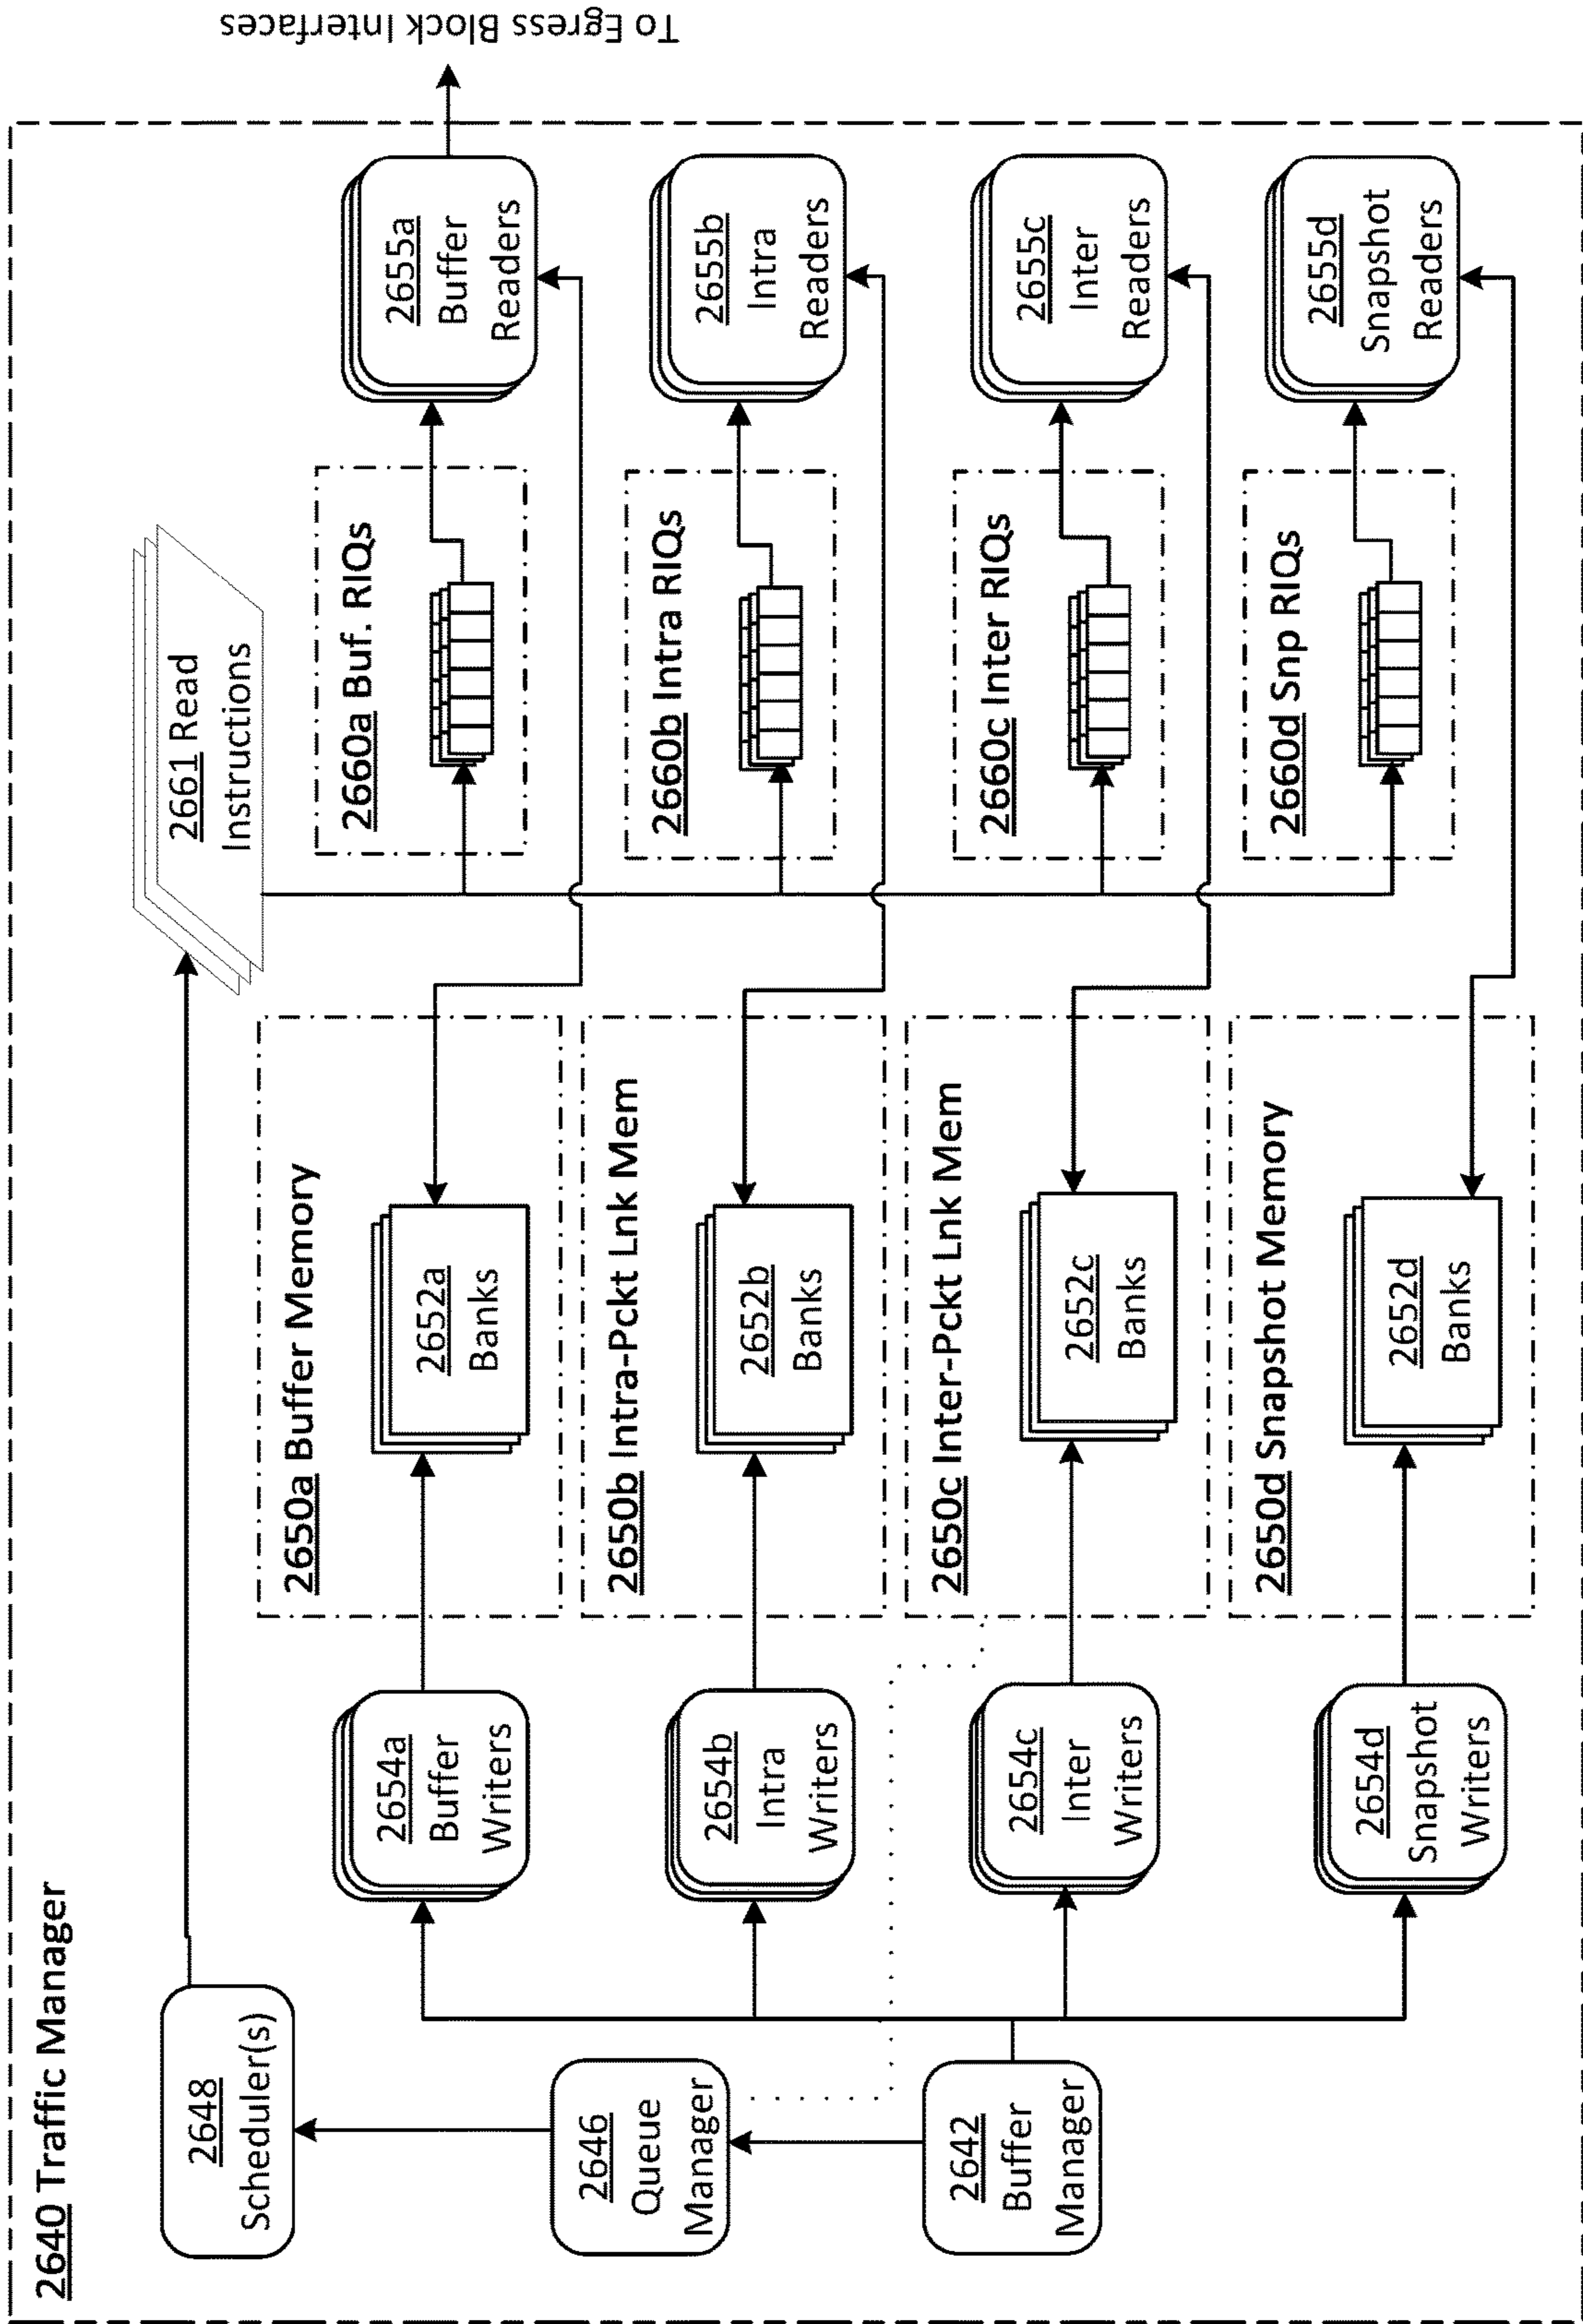 2640 Traffic Manager
2648
Scheduler(s)
2646
Queue
Manager
2642
Buffer
Manager
2654a
Buffer
Writers
2654b
Intra
Writers
2654c
Inter
Writers
2654d
Snapshot
Writers
2650a Buffer Memory
2652a
Banks
2650b Intra-Pckt Lnk Mem
2652b
Banks
2650c Inter-Pckt Lnk Mem
2652c
Banks
2650d Snapshot Memory
2652d
Banks
2661 Read
Instructions
2660a Buf. RIQs
2660b Intra RIQs
2660c Inter RIQs
2660d Snp RIQs
2655a
Buffer
Readers
2655b
Intra
Readers
2655c
Inter
Readers
2655d
Snapshot
Readers
To Egress Block Interfaces